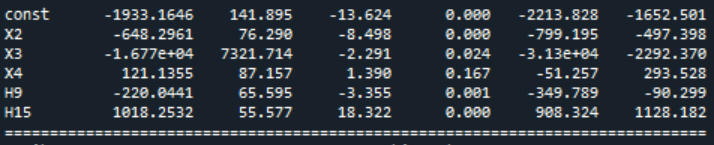 const -1933.1646 141.895 -13.624 0.000 -2213.828 -1652.501
X2 -648.2961 76.290 -8.498 0.000 -799.195 -497.398
X3 -1.677e+04 7321.714 -2.291 0.024 -3.13e+04 -2292.370
X4 121.1355 87.157 1.390 0.167 -51.257 293.528
H9 -220.0441 65.595 -3.355 0.001 -349.789 -90.299
H15 1018.2532 55.577 18.322 0.000 908.324 1128.182
==============================================================================